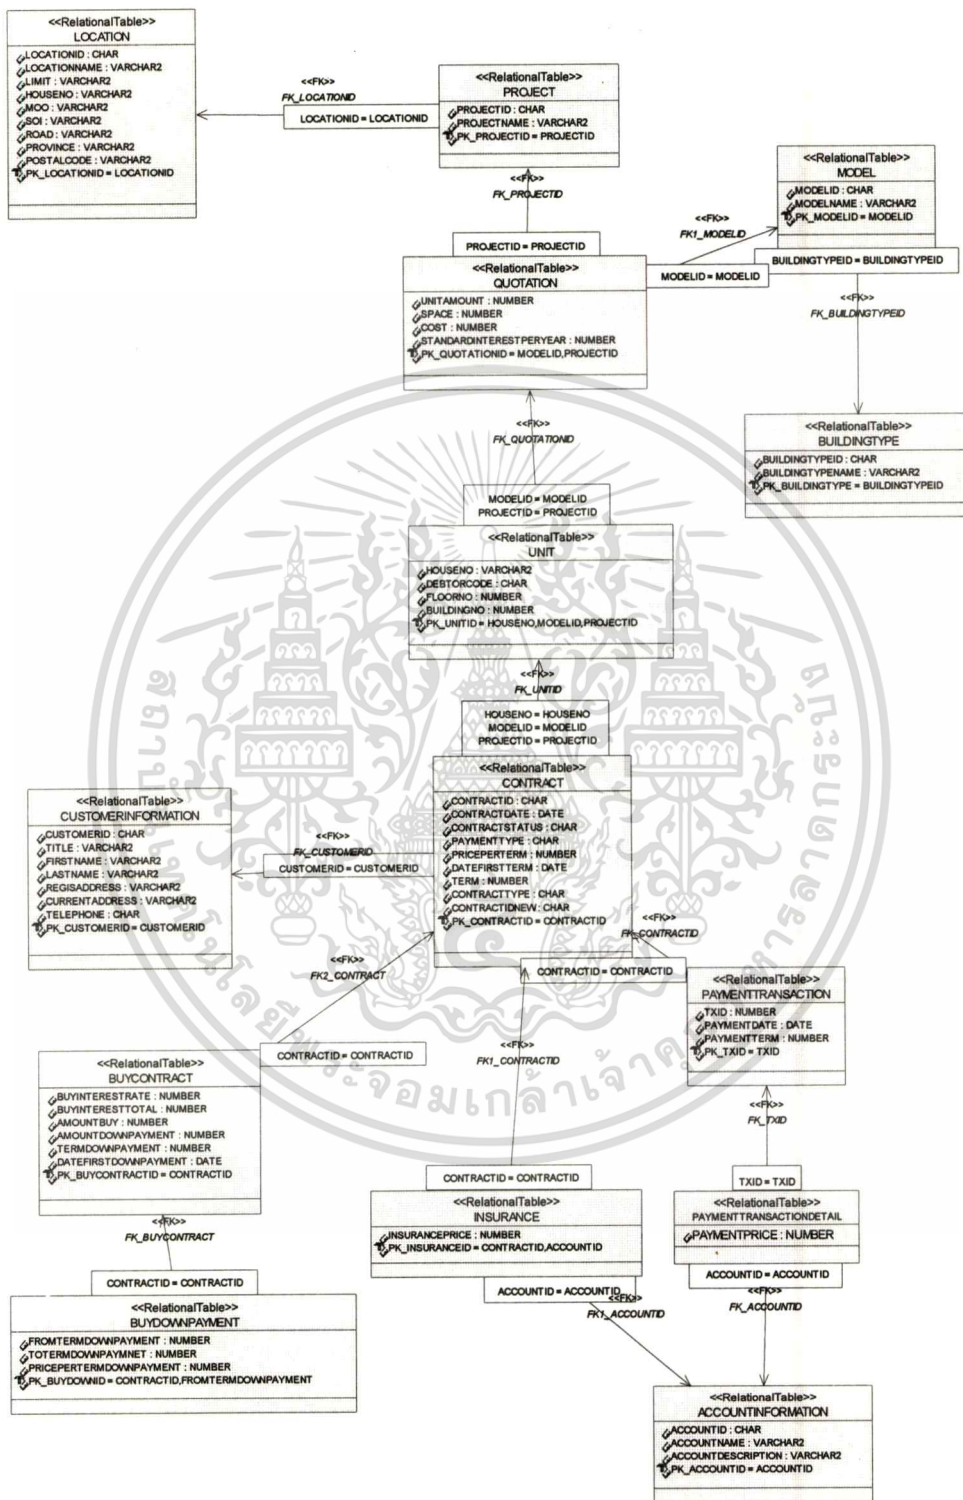 <<RelationalTable>>
LOCATION
LOCATIONID : CHAR
LOCATIONNAME : VARCHAR2
LIMIT : VARCHAR2
HOUSENO : VARCHAR2
MOO : VARCHAR2
SOI : VARCHAR2
ROAD : VARCHAR2
PROVINCE : VARCHAR2
POSTALCODE : VARCHAR2
PK_LOCATIONID = LOCATIONID
<<FK>>
FK_LOCATIONID
LOCATIONID = LOCATIONID
<<RelationalTable>>
PROJECT
PROJECTID : CHAR
PROJECTNAME : VARCHAR2
PK_PROJECTID = PROJECTID
<<FK>>
FK_PROJECTID
PROJECTID = PROJECTID
<<RelationalTable>>
MODEL
MODELID : CHAR
MODELNAME : VARCHAR2
PK_MODELID = MODELID
<<FK>>
FK1_MODELID
MODELID = MODELID
BUILDINGTYPEID = BUILDINGTYPEID
<<FK>>
FK_BUILDINGTYPEID
<<RelationalTable>>
QUOTATION
UNITAMOUNT : NUMBER
SPACE : NUMBER
COST : NUMBER
STANDARDINTERESTPERYEAR : NUMBER
PK_QUOTATIONID = MODELID,PROJECTID
<<RelationalTable>>
BUILDINGTYPE
BUILDINGTYPEID : CHAR
BUILDINGTYPENAME : VARCHAR2
PK_BUILDINGTYPE = BUILDINGTYPEID
<<FK>>
FK_QUOTATIONID
MODELID = MODELID
PROJECTID = PROJECTID
<<RelationalTable>>
UNIT
HOUSENO : VARCHAR2
DEBTORCODE : CHAR
FLOORNO : NUMBER
BUILDINGNO : NUMBER
PK_UNITID = HOUSENO,MODELID,PROJECTID
<<FK>>
FK_UNITID
HOUSENO = HOUSENO
MODELID = MODELID
PROJECTID = PROJECTID
<<RelationalTable>>
CONTRACT
CONTRACTID : CHAR
CONTRACTDATE : DATE
CONTRACTSTATUS : CHAR
PAYMENTTYPE : CHAR
PRICEPERTERM : NUMBER
DATEFIRSTTERM : DATE
TERM : NUMBER
CONTRACTTYPE : CHAR
CONTRACTIDNEW : CHAR
PK_CONTRACTID = CONTRACTID
<<RelationalTable>>
CUSTOMERINFORMATION
CUSTOMERID : CHAR
TITLE : VARCHAR2
FIRSTNAME : VARCHAR2
LASTNAME : VARCHAR2
REGISADDRESS : VARCHAR2
CURRENTADDRESS : VARCHAR2
TELEPHONE : CHAR
PK_CUSTOMERID = CUSTOMERID
<<FK>>
FK_CUSTOMERID
CUSTOMERID = CUSTOMERID
<<FK>>
FK_CONTRACTID
CONTRACTID = CONTRACTID
<<FK>>
FK2_CONTRACT
CONTRACTID = CONTRACTID
<<FK>>
FK1_CONTRACTID
CONTRACTID = CONTRACTID
<<RelationalTable>>
PAYMENTTRANSACTION
TXID : NUMBER
PAYMENTDATE : DATE
PAYMENTTERM : NUMBER
PK_TXID = TXID
<<FK>>
FK_TXID
TXID = TXID
<<RelationalTable>>
BUYCONTRACT
BUYINTERESTRATE : NUMBER
BUYINTERESTTOTAL : NUMBER
AMOUNTBUY : NUMBER
AMOUNTDOWNPAYMENT : NUMBER
TERMDOWNPAYMENT : NUMBER
DATEFIRSTDOWNPAYMENT : DATE
PK_BUYCONTRACTID = CONTRACTID
<<FK>>
FK_BUYCONTRACT
CONTRACTID = CONTRACTID
<<RelationalTable>>
INSURANCE
INSURANCEPRICE : NUMBER
PK_INSURANCEID = CONTRACTID,ACCOUNTID
ACCOUNTID = ACCOUNTID
<<FK>>
FK1_ACCOUNTID
<<RelationalTable>>
PAYMENTTRANSACTIONDETAIL
PAYMENTPRICE : NUMBER
ACCOUNTID = ACCOUNTID
<<FK>>
FK_ACCOUNTID
<<RelationalTable>>
BUYDOWNPAYMENT
FROMTERMDOWNPAYMENT : NUMBER
TOTERMDOWNPAYMNET : NUMBER
PRICEPERTERMDOWNPAYMENT : NUMBER
PK_BUYDOWNID = CONTRACTID,FROMTERMDOWNPAYMENT
<<RelationalTable>>
ACCOUNTINFORMATION
ACCOUNTID : CHAR
ACCOUNTNAME : VARCHAR2
ACCOUNTDESCRIPTION : VARCHAR2
PK_ACCOUNTID = ACCOUNTID